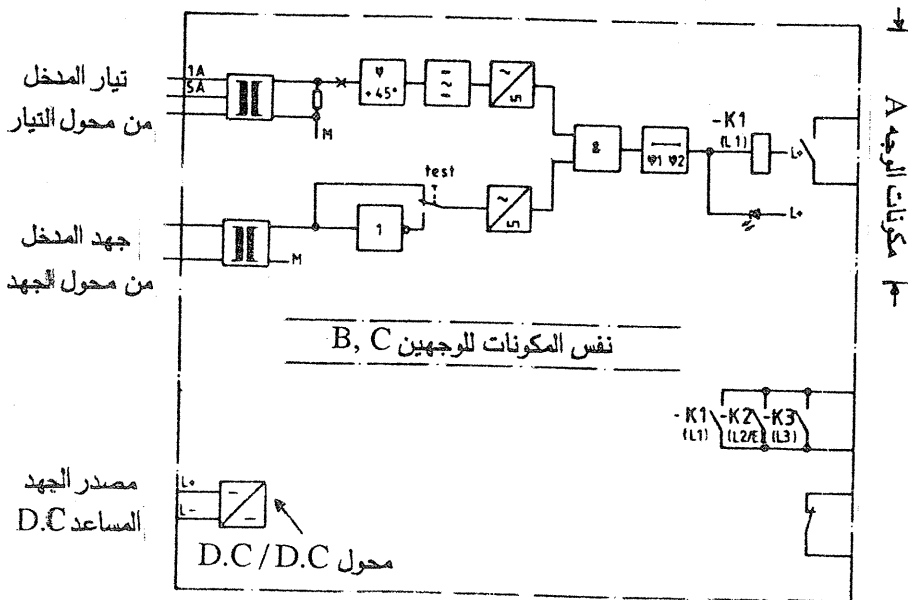 تيار المدخل
من محول التيار
1A
5A
M
φ
+45°
~
&
φ1 φ2
-K1
(L1)
L+
L+
مكونات الوجه A
test
~
1
M
جهد المدخل
من محول الجهد
نفس المكونات للوجهين B, C
-K1 -K2 -K3
(L1) (L2/E) (L3)
مصدر الجهد
المساعد D.C
L+
L-
محول D.C / D.C